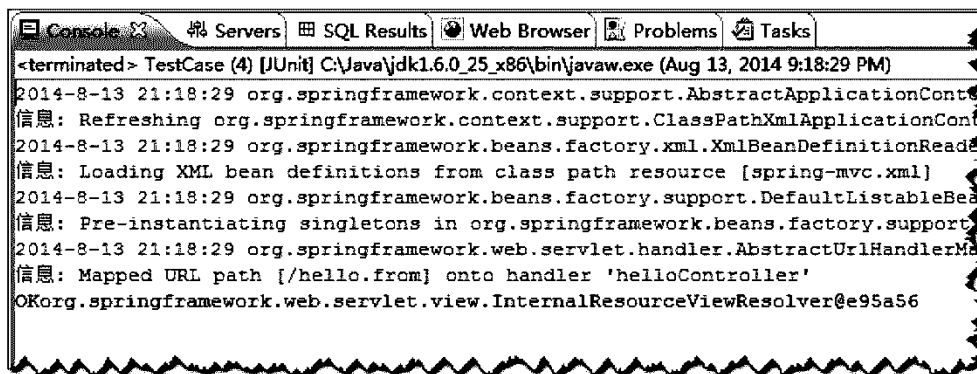 Console Servers SQL Results Web Browser Problems Tasks
<terminated> TestCase (4) [JUnit] C:\Java\jdk1.6.0_25_x86\bin\javaw.exe (Aug 13, 2014 9:18:29 PM)
2014-8-13 21:18:29 org.springframework.context.support.AbstractApplicationCont
信息: Refreshing org.springframework.context.support.ClassPathXmlApplicationCont
2014-8-13 21:18:29 org.springframework.beans.factory.xml.XmlBeanDefinitionReade
信息: Loading XML bean definitions from class path resource [spring-mvc.xml]
2014-8-13 21:18:29 org.springframework.beans.factory.support.DefaultListableBea
信息: Pre-instantiating singletons in org.springframework.beans.factory.support
2014-8-13 21:18:29 org.springframework.web.servlet.handler.AbstractUrlHandlerMa
信息: Mapped URL path [/hello.from] onto handler 'helloController'
OKorg.springframework.web.servlet.view.InternalResourceViewResolver@e95a56